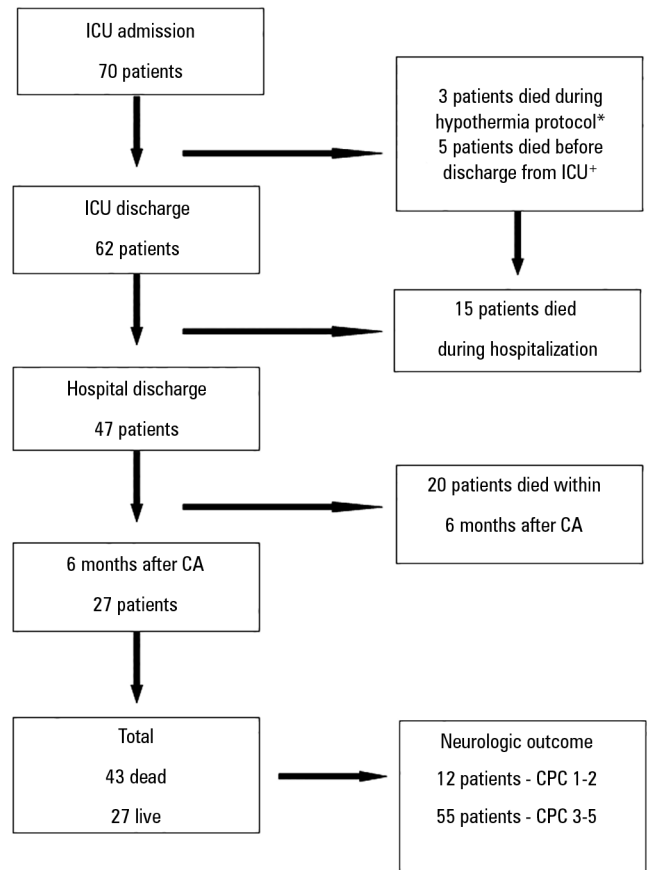 ICU admission
70 patients
3 patients died during
hypothermia protocol*
5 patients died before
discharge from ICU+
ICU discharge
62 patients
15 patients died
during hospitalization
Hospital discharge
47 patients
20 patients died within
6 months after CA
6 months after CA
27 patients
Total
43 dead
27 live
Neurologic outcome
12 patients - CPC 1-2
55 patients - CPC 3-5